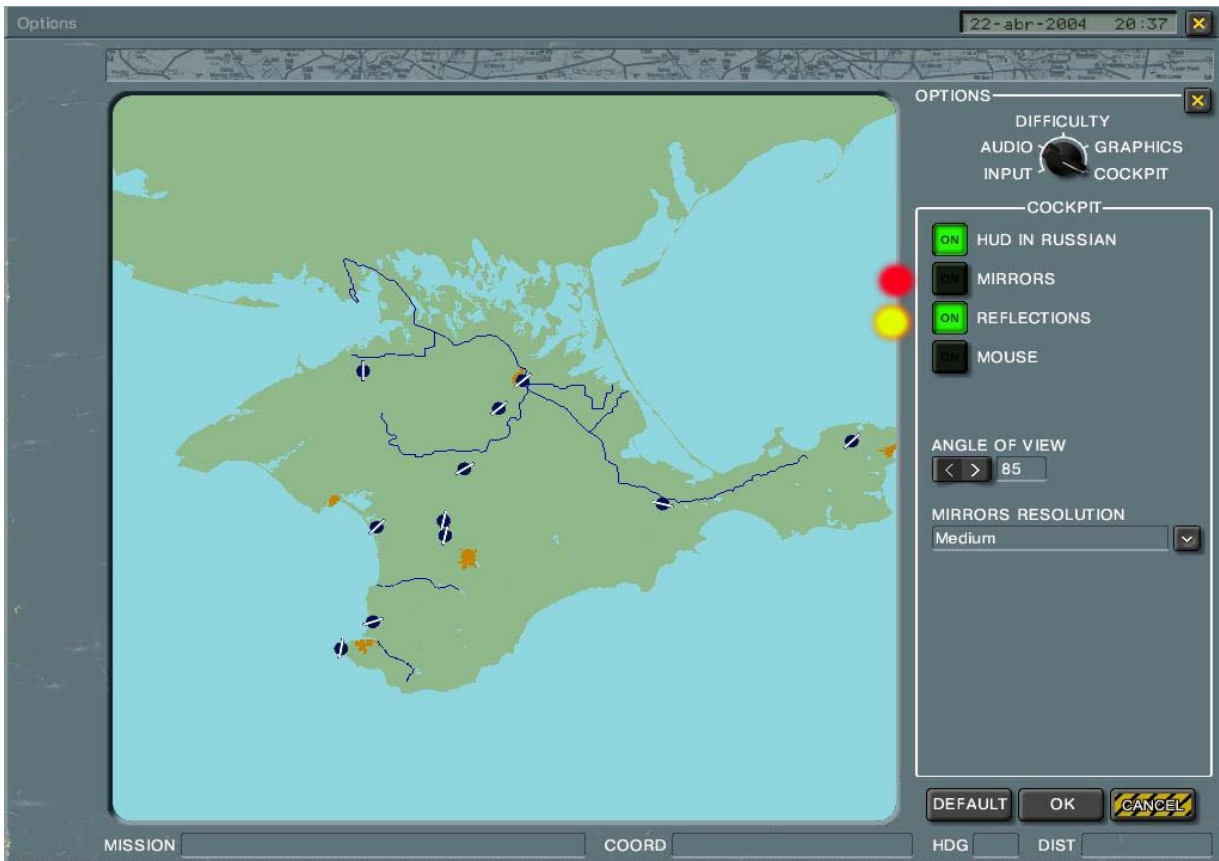 Options
22-abr-2004 20:37
OPTIONS
DIFFICULTY
AUDIO GRAPHICS
INPUT COCKPIT
COCKPIT
ON HUD IN RUSSIAN
ON MIRRORS
ON REFLECTIONS
ON MOUSE
ANGLE OF VIEW
< > 85
MIRRORS RESOLUTION
Medium
DEFAULT OK CANCEL
MISSION COORD HDG DIST